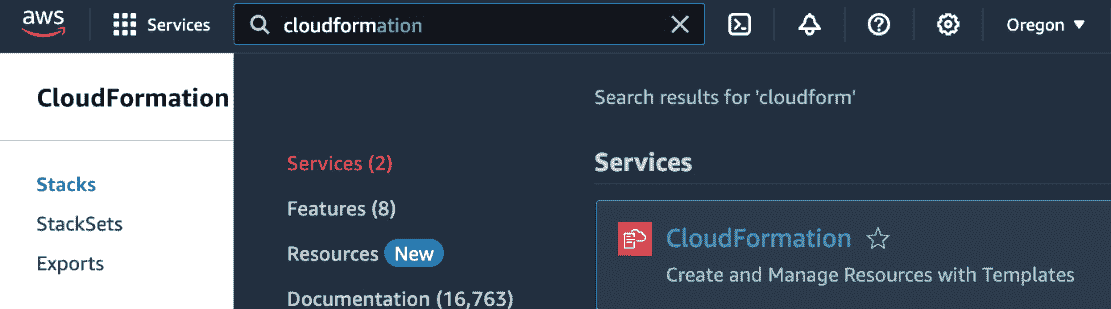 aws
Services
cloudformation
Oregon
CloudFormation
Stacks
StackSets
Exports
Search results for 'cloudform'
Services (2)
Features (8)
Resources New
Documentation (16,763)
Services
CloudFormation
Create and Manage Resources with Templates